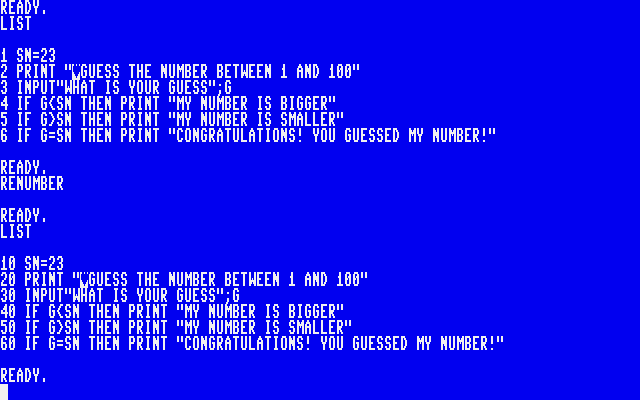 READY.
LIST
1 SN=23
2 PRINT "GUESS THE NUMBER BETWEEN 1 AND 100"
3 INPUT"WHAT IS YOUR GUESS";G
4 IF G<SN THEN PRINT "MY NUMBER IS BIGGER"
5 IF G>SN THEN PRINT "MY NUMBER IS SMALLER"
6 IF G=SN THEN PRINT "CONGRATULATIONS! YOU GUESSED MY NUMBER!"
READY.
RENUMBER
READY.
LIST
10 SN=23
20 PRINT "GUESS THE NUMBER BETWEEN 1 AND 100"
30 INPUT"WHAT IS YOUR GUESS";G
40 IF G<SN THEN PRINT "MY NUMBER IS BIGGER"
50 IF G>SN THEN PRINT "MY NUMBER IS SMALLER"
60 IF G=SN THEN PRINT "CONGRATULATIONS! YOU GUESSED MY NUMBER!"
READY.